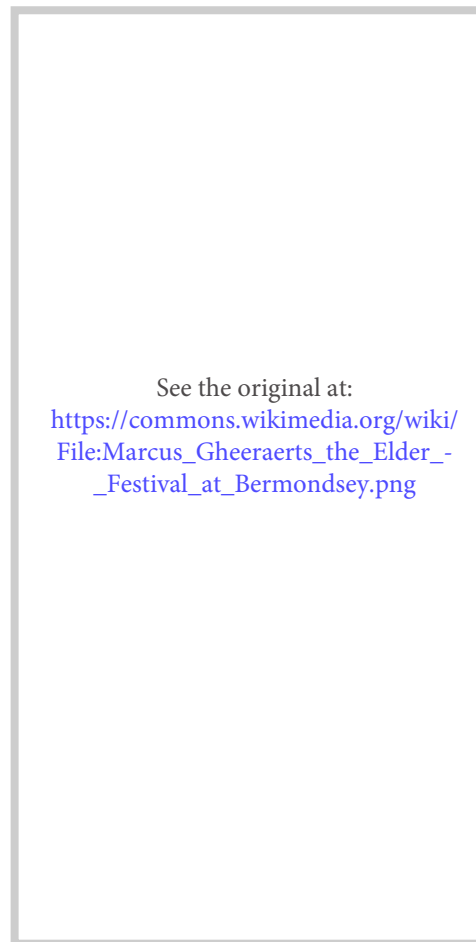 See the original at:
https://commons.wikimedia.org/wiki/
File:Marcus_Gheeraerts_the_Elder_-
_Festival_at_Bermondsey.png